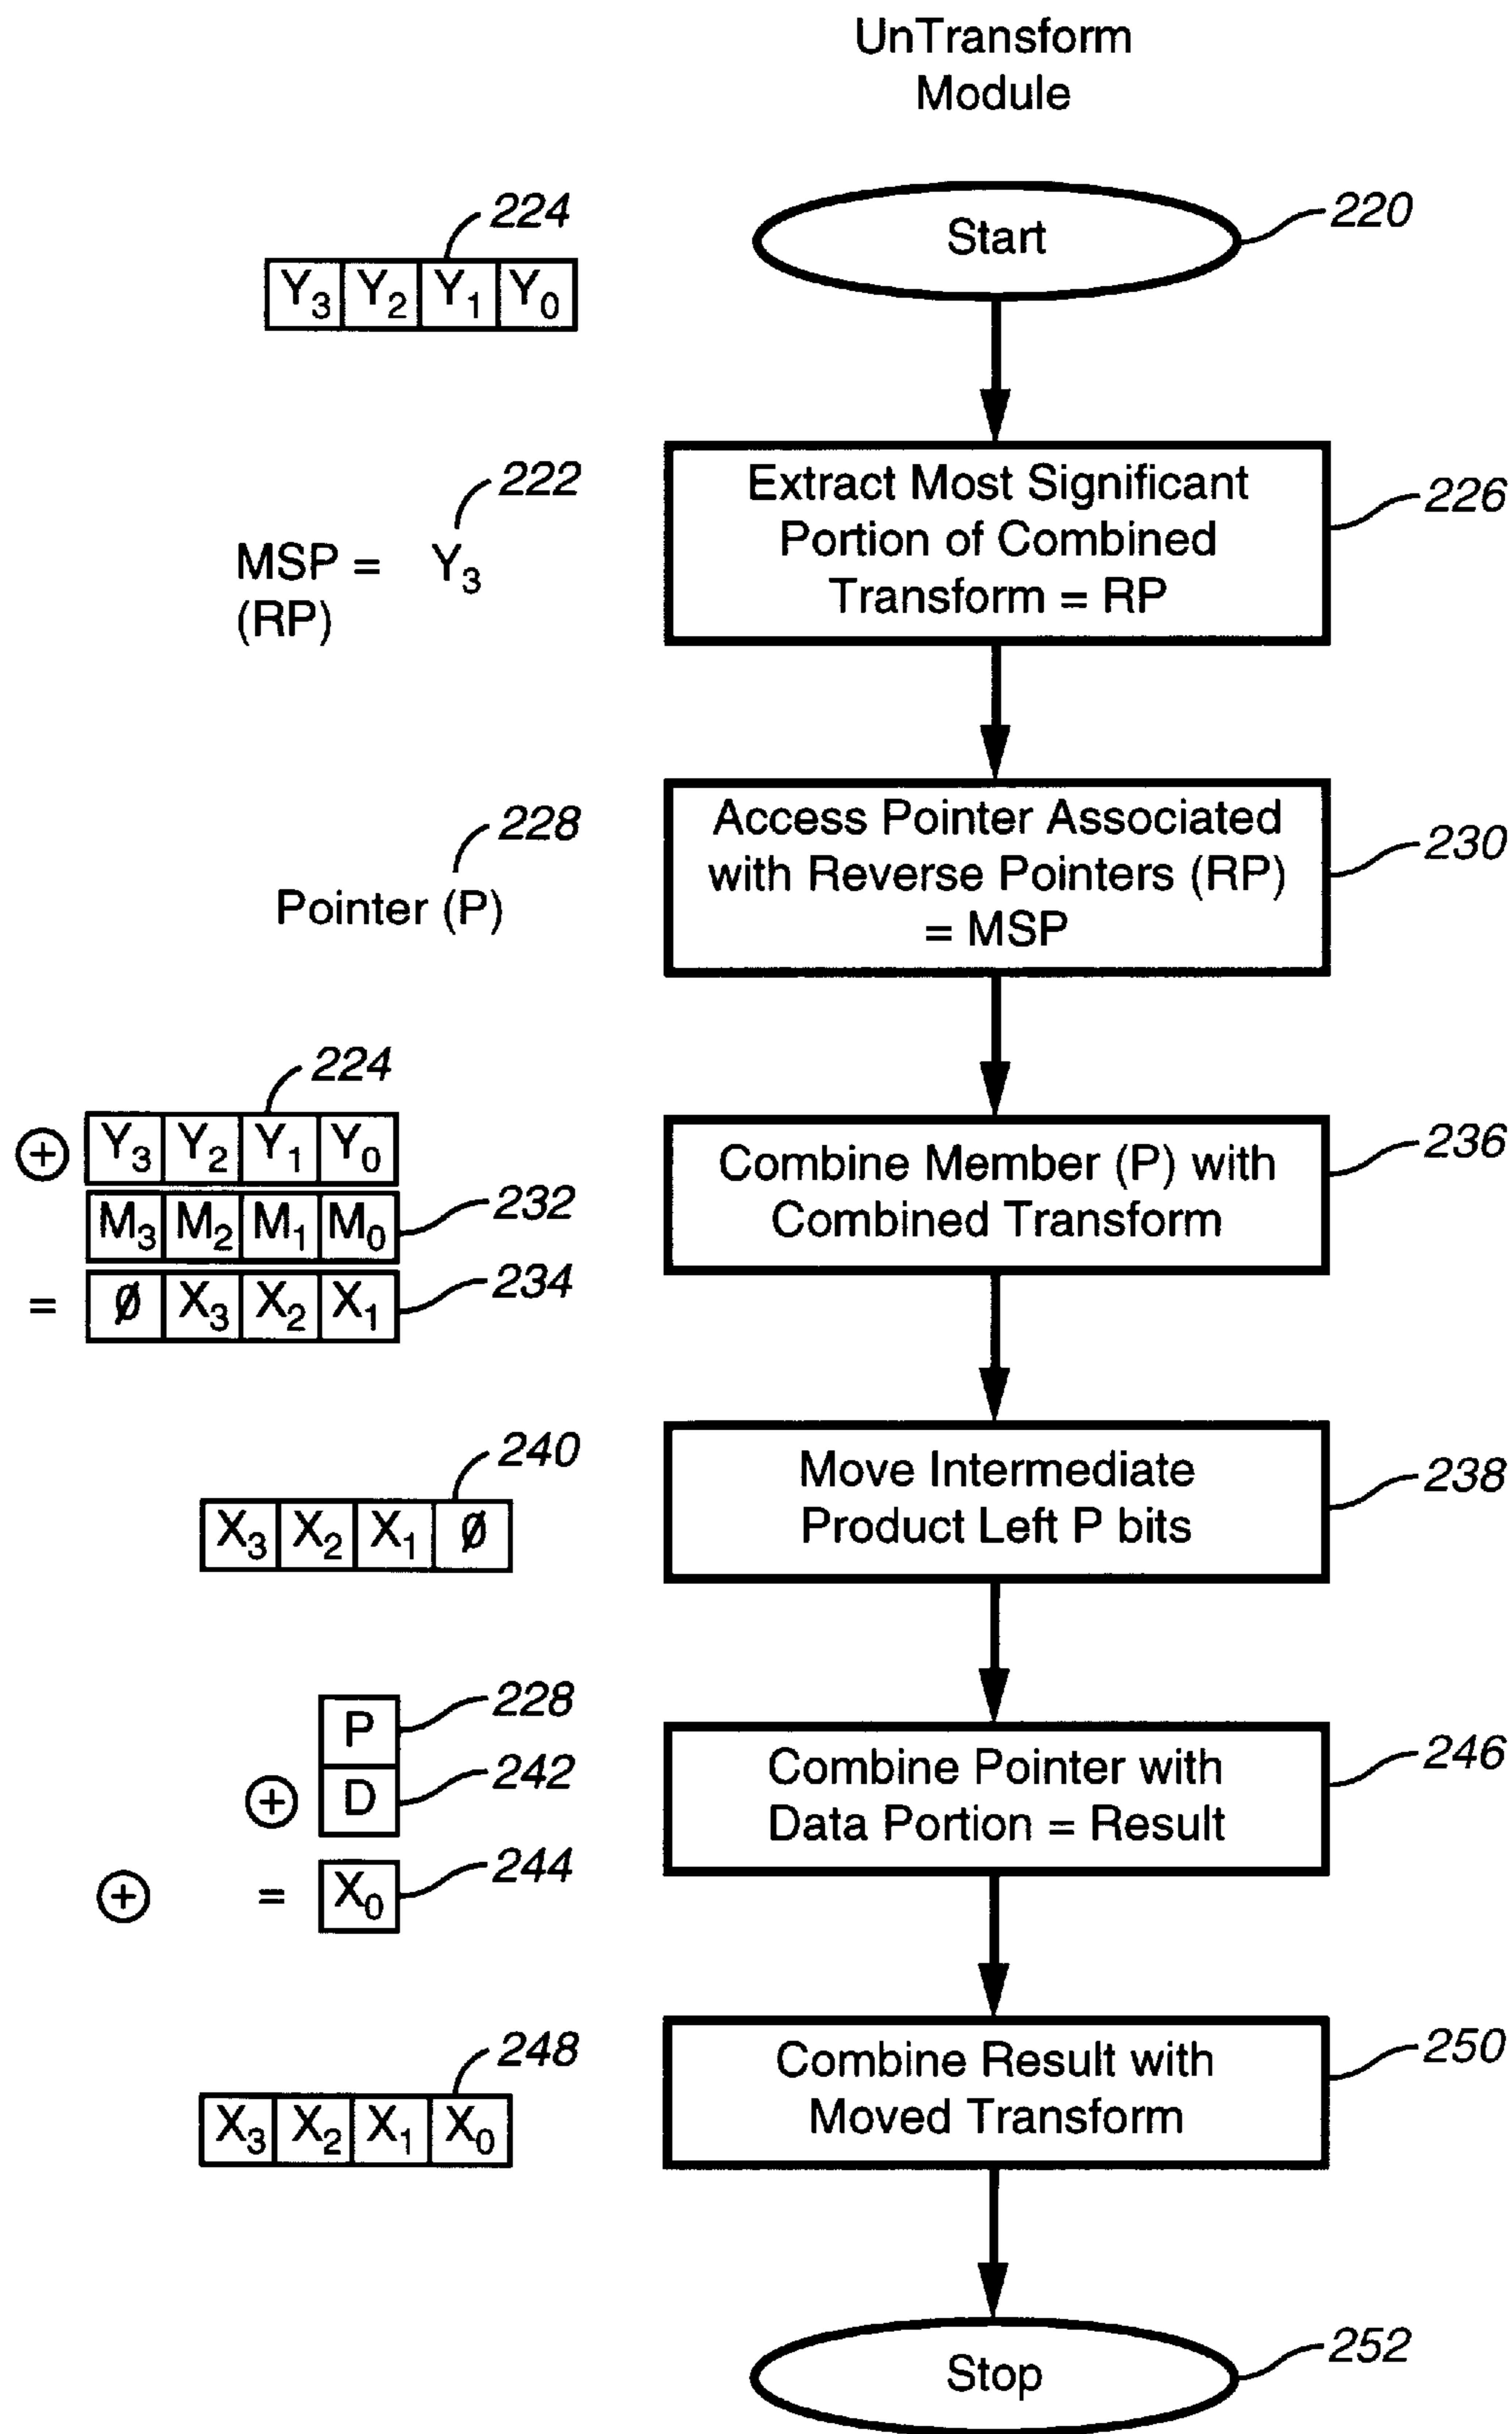 UnTransform
Module
224
Y3 Y2 Y1 Y0
Start
220
222
MSP = Y3
(RP)
Extract Most Significant
Portion of Combined
Transform = RP
226
228
Pointer (P)
Access Pointer Associated
with Reverse Pointers (RP)
= MSP
230
224
⊕ Y3 Y2 Y1 Y0
M3 M2 M1 M0
232
= Ø X3 X2 X1
234
Combine Member (P) with
Combined Transform
236
240
X3 X2 X1 Ø
Move Intermediate
Product Left P bits
238
P
228
⊕ D
242
⊕ = X0
244
Combine Pointer with
Data Portion = Result
246
248
X3 X2 X1 X0
Combine Result with
Moved Transform
250
Stop
252